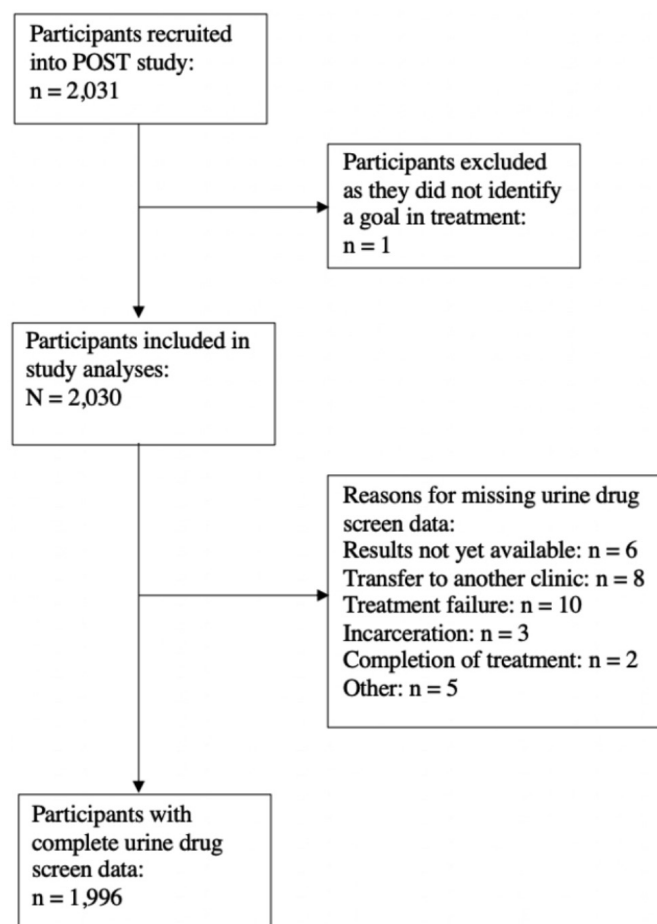 Participants recruited
into POST study:
n = 2,031
Participants excluded
as they did not identify
a goal in treatment:
n = 1
Participants included in
study analyses:
N = 2,030
Reasons for missing urine drug
screen data:
Results not yet available: n = 6
Transfer to another clinic: n = 8
Treatment failure: n = 10
Incarceration: n = 3
Completion of treatment: n = 2
Other: n = 5
Participants with
complete urine drug
screen data:
n = 1,996